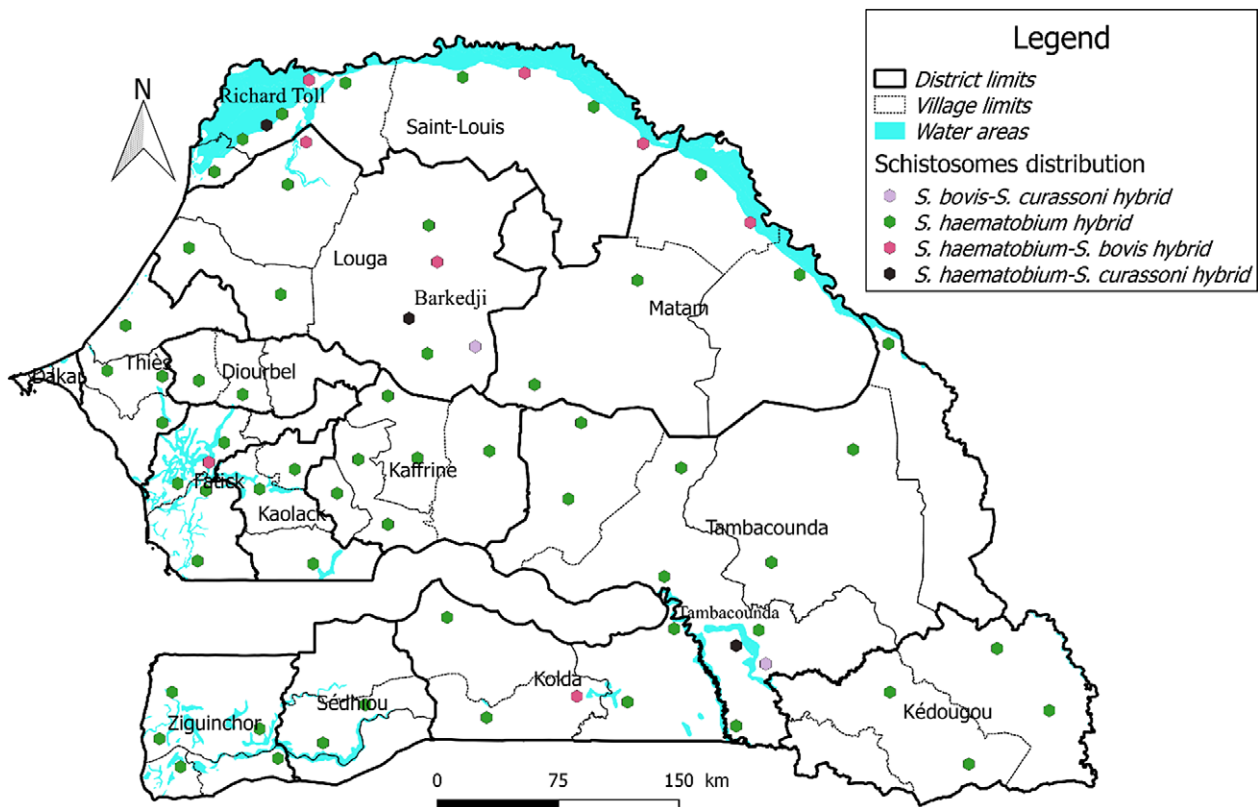 Legend
District limits
Village limits
Water areas
Schistosomes distribution
S. bovis-S. curassoni hybrid
S. haematobium hybrid
S. haematobium-S. bovis hybrid
S. haematobium-S. curassoni hybrid
N
Richard Toll
Saint-Louis
Louga
Barkedji
Matam
Dakar
Thiès
Diourbel
Fatick
Kaolack
Kaffrine
Tambacounda
Tambacounda
Kolda
Sédhiou
Ziguinchor
Kédougou
0 75 150 km